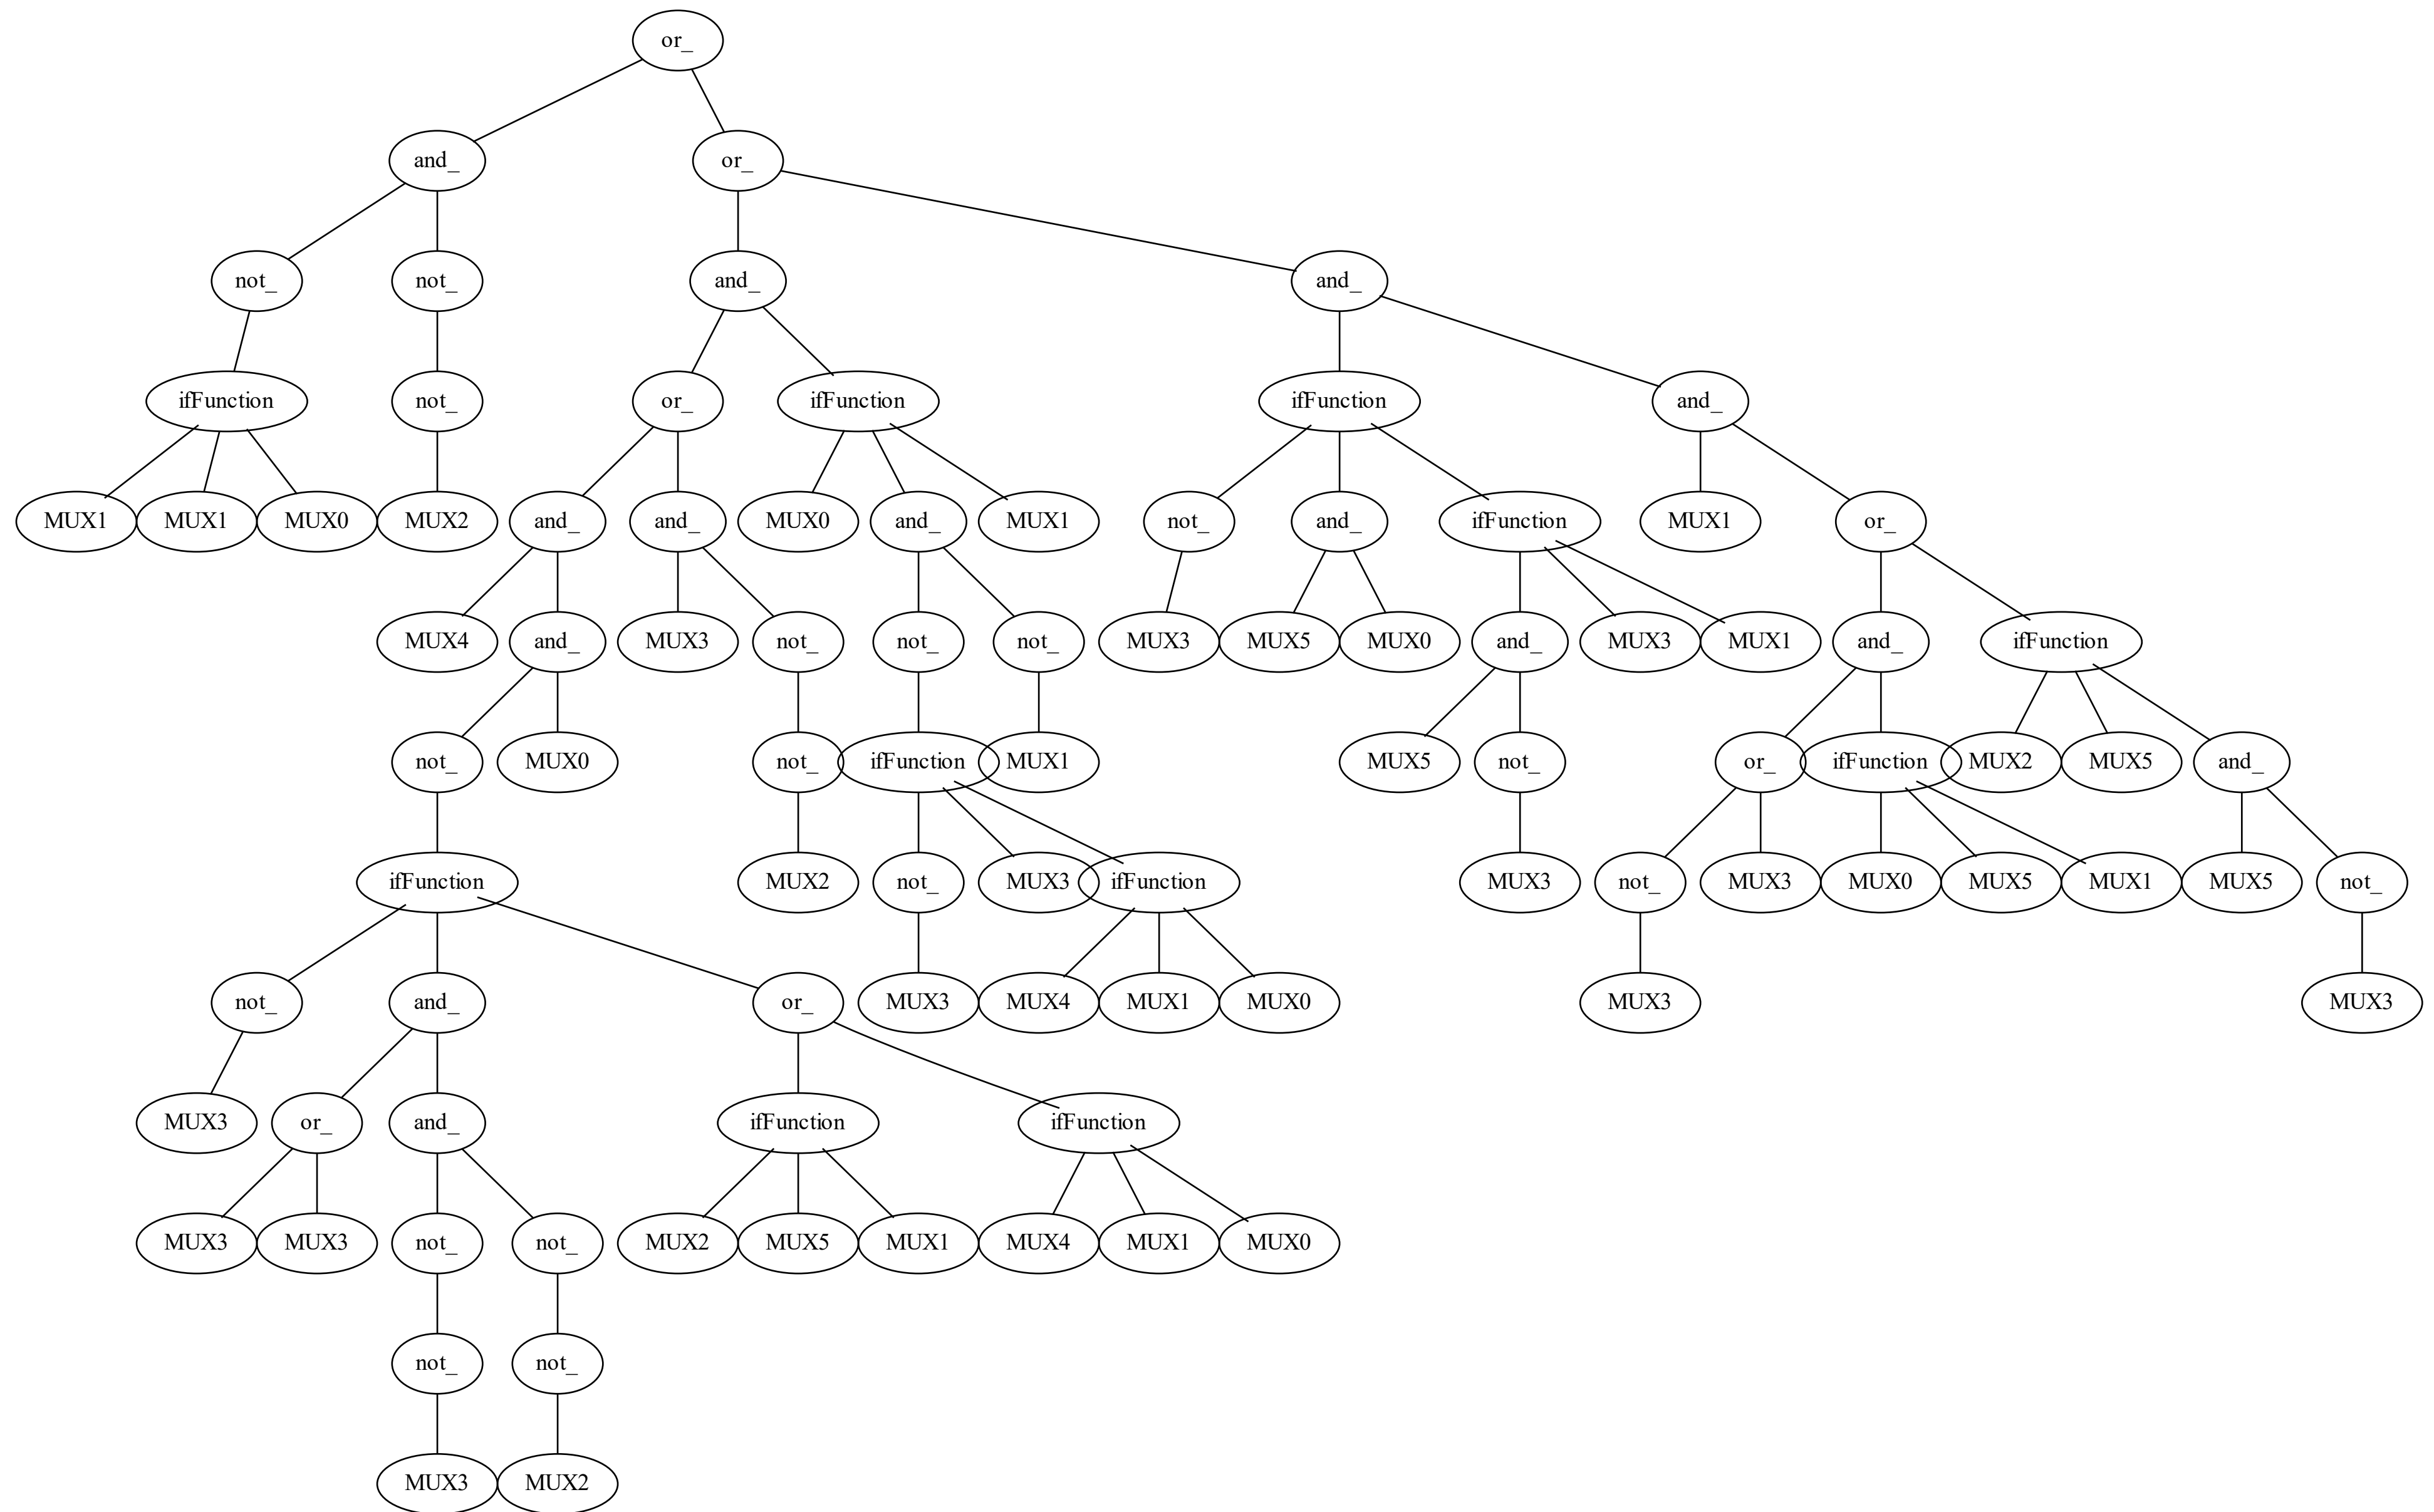 or_
and_ or_
not_ not_ and_ and_
ifFunction not_ or_ ifFunction ifFunction and_
MUX1 MUX1 MUX0 MUX2 and_ and_ MUX0 and_ MUX1 not_ and_ ifFunction MUX1 or_
MUX4 and_ MUX3 not_ not_ not_ MUX3 MUX5 MUX0 and_ MUX3 MUX1 and_ ifFunction
not_ MUX0 not_ ifFunction MUX1 MUX5 not_ or_ ifFunction MUX2 MUX5 and_
ifFunction MUX2 not_ MUX3 ifFunction MUX3 not_ MUX3 MUX0 MUX5 MUX1 MUX5 not_
not_ and_ or_ MUX3 MUX4 MUX1 MUX0 MUX3 MUX3
MUX3 or_ and_ ifFunction ifFunction
MUX3 MUX3 not_ not_ MUX2 MUX5 MUX1 MUX4 MUX1 MUX0
not_ not_
MUX3 MUX2